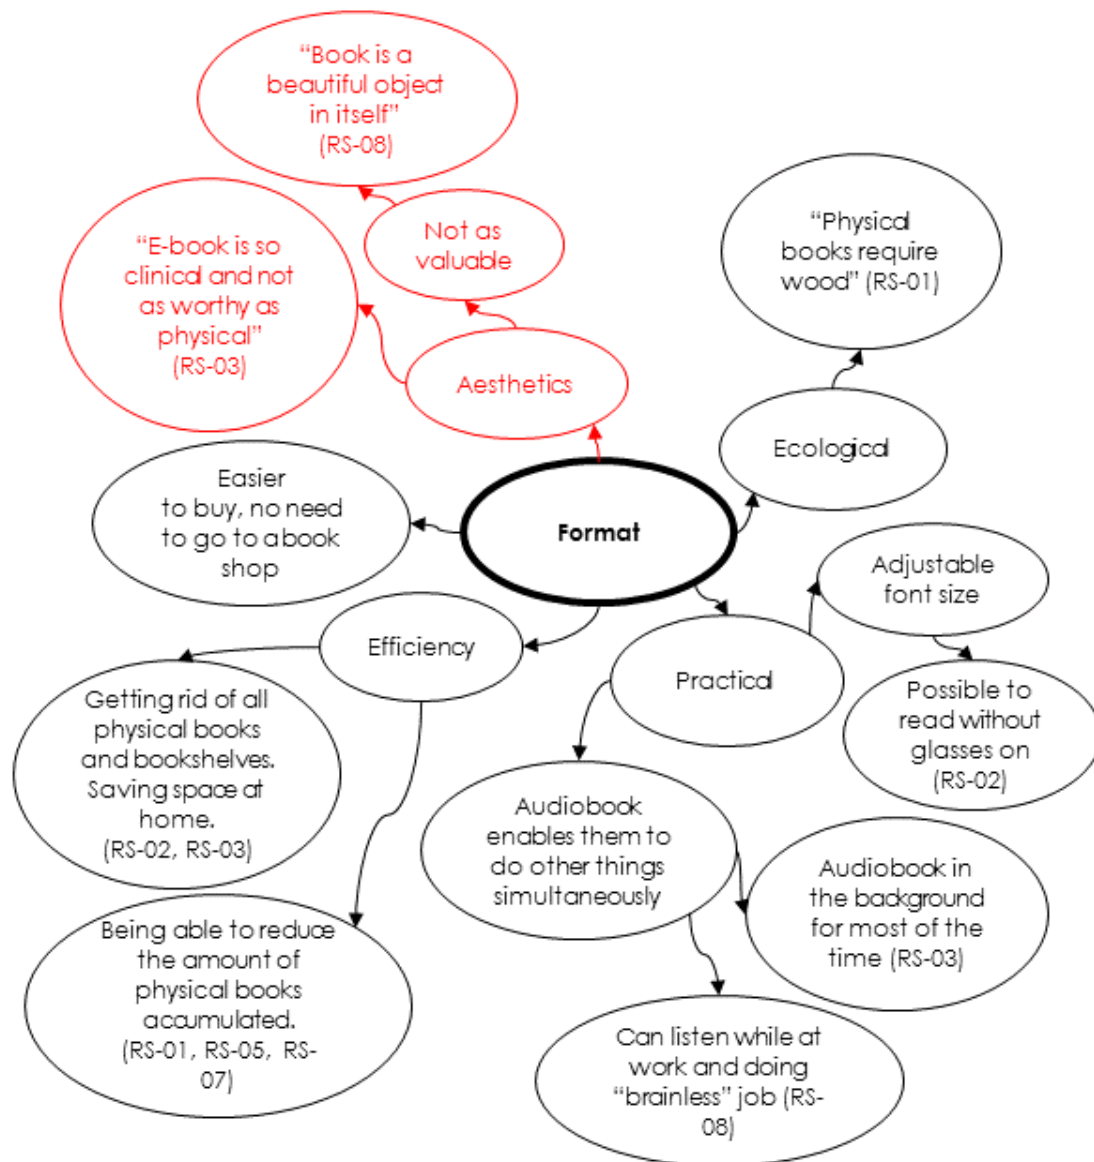 “Book is a
beautiful object
in itself”
(RS-08)
“Physical
books require
wood” (RS-01)
“E-book is so
clinical and not
as worthy as
physical”
(RS-03)
Not as
valuable
Aesthetics
Ecological
Easier
to buy, no need
to go to a book
shop
Format
Adjustable
font size
Efficiency
Practical
Getting rid of all
physical books
and bookshelves.
Saving space at
home.
(RS-02, RS-03)
Possible to
read without
glasses on
(RS-02)
Audiobook
enables them to
do other things
simultaneously
Audiobook in
the background
for most of the
time (RS-03)
Being able to reduce
the amount of
physical books
accumulated.
(RS-01, RS-05, RS-
07)
Can listen while at
work and doing
“brainless” job (RS-
08)